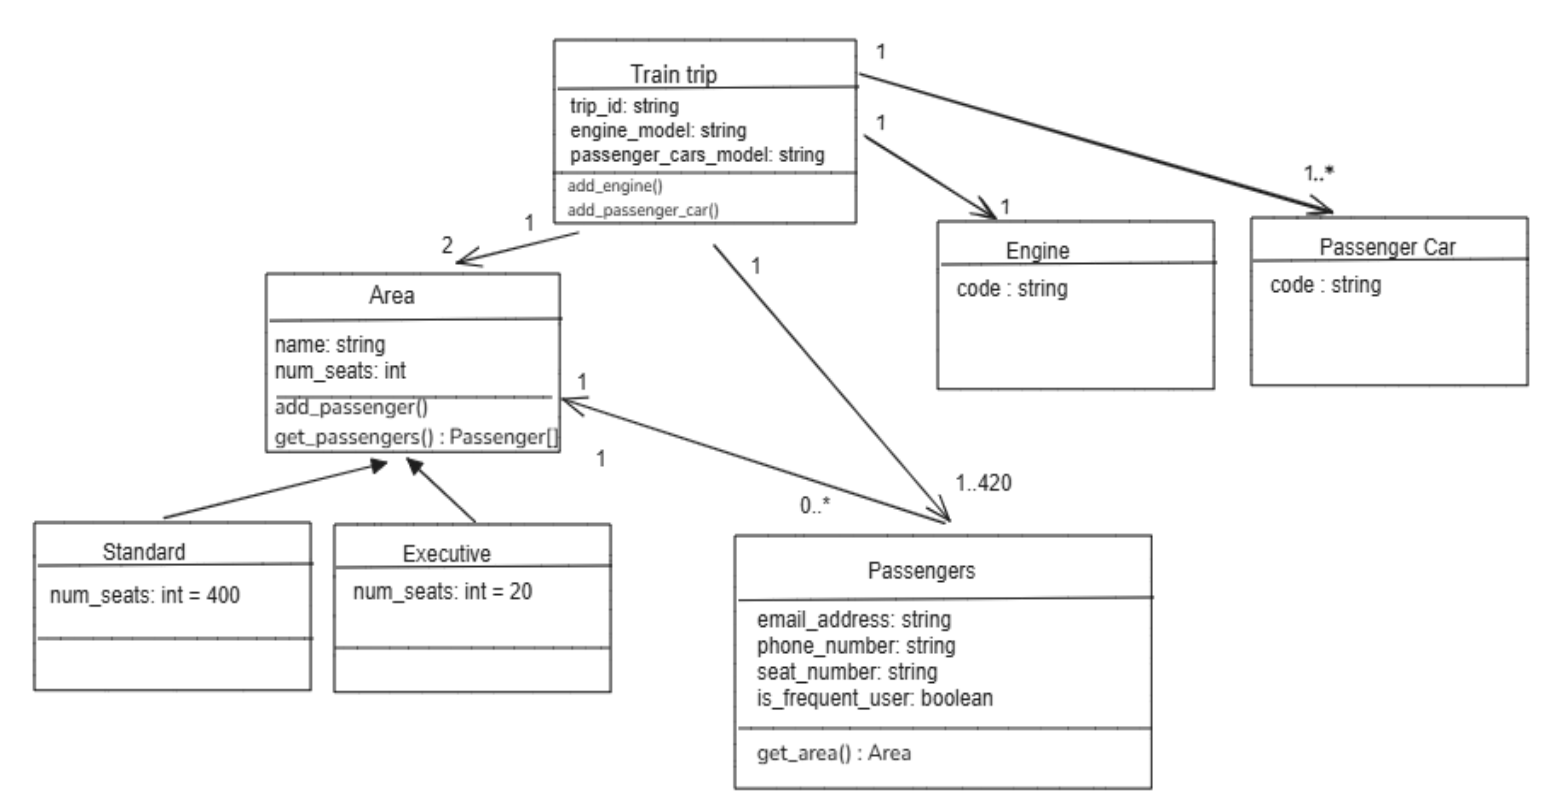 Train trip
trip_id: string
engine_model: string
passenger_cars_model: string
add_engine()
add_passenger_car()
1
1
1
2
1
1..*
1
Engine
code : string
Passenger Car
code : string
Area
name: string
num_seats: int
add_passenger()
get_passengers() : Passenger[]
1
1
0..*
1..420
Standard
num_seats: int = 400
Executive
num_seats: int = 20
Passengers
email_address: string
phone_number: string
seat_number: string
is_frequent_user: boolean
get_area() : Area